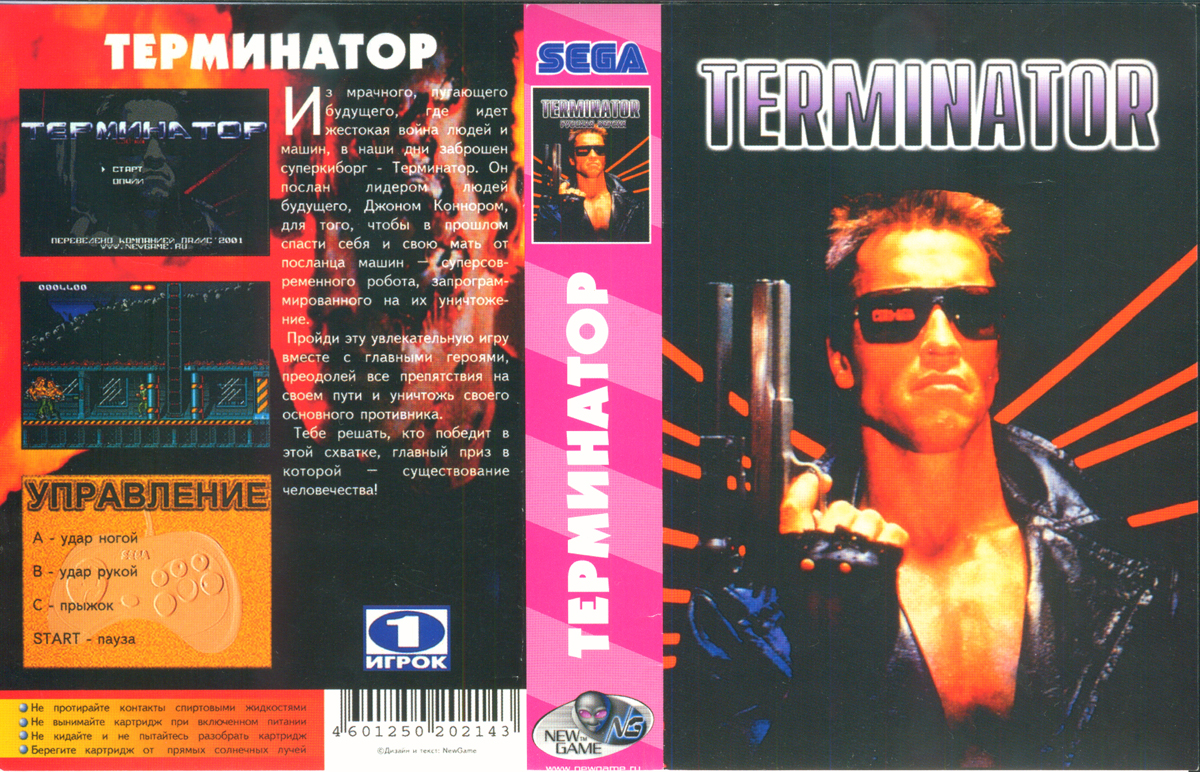 ТЕРМИНАТОР
ТЕРМИНАТОР
СТАРТ
ОПЦИИ
ПЕРЕВЕДЕНО КОМПАНИЕЙ 2001
WWW.NEWGAME.RU
0004400
УПРАВЛЕНИЕ
SEGA
А - удар ногой
В - удар рукой
С - прыжок
START - пауза
Из мрачного, пугающего
будущего, где идет
жестокая война людей и
машин, в наши дни заброшен
суперкиборг - Терминатор. Он
послан лидером людей
будущего, Джоном Коннором,
для того, чтобы в прошлом
спасти себя и свою мать от
посланца машин — суперсов-
ременного робота, запрограм-
мированного на их уничтоже-
ние.
Пройди эту увлекательную игру
вместе с главными героями,
преодолей все препятствия на
своем пути и уничтожь своего
основного противника.
Тебе решать, кто победит в
этой схватке, главный приз в
которой — существование
человечества!
1
ИГРОК
Не протирайте контакты спиртовыми жидкостями
Не вынимайте картридж при включенном питании
Не кидайте и не пытайтесь разобрать картридж
Берегите картридж от прямых солнечных лучей
4 601250 202143
©Дизайн и текст: NewGame
SEGA
TERMINATOR
ТЕРМИНАТОР
NG
NEW™
GAME
www.newgame.ru
TERMINATOR